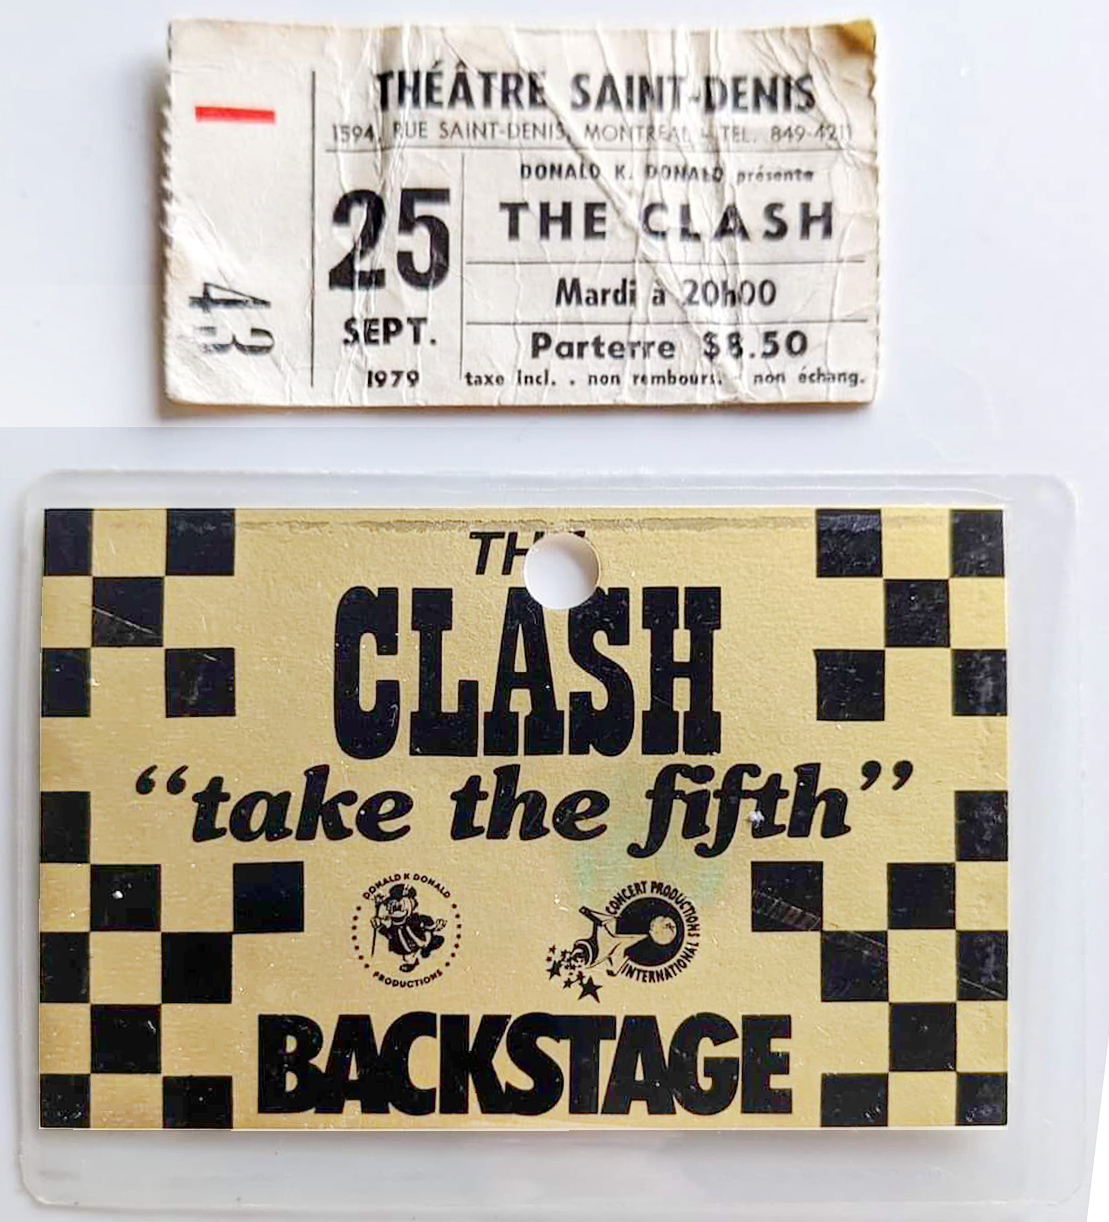 THÉÂTRE SAINT-DENIS
1594, RUE SAINT-DENIS, MONTRÉAL - TEL. 849-4211
43
25
SEPT.
1979
DONALD K. DONALD présente
THE CLASH
Mardi à 20h00
Parterre $8.50
taxe incl. . non rembours. - non échang.
TH
CLASH
“take the fifth”
DONALD K DONALD
PRODUCTIONS
CONCERT PRODUCTIONS
INTERNATIONAL
BACKSTAGE